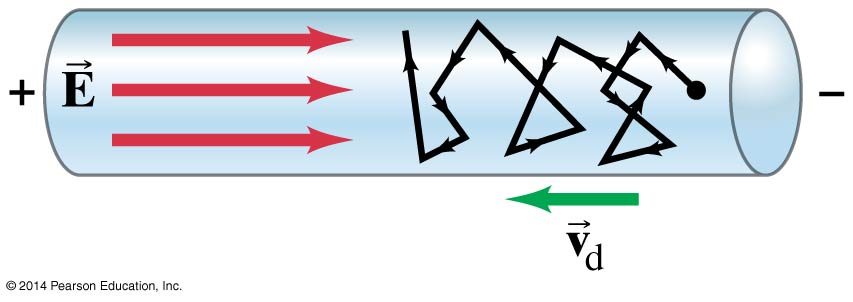 + E⃗ −
v⃗d
© 2014 Pearson Education, Inc.